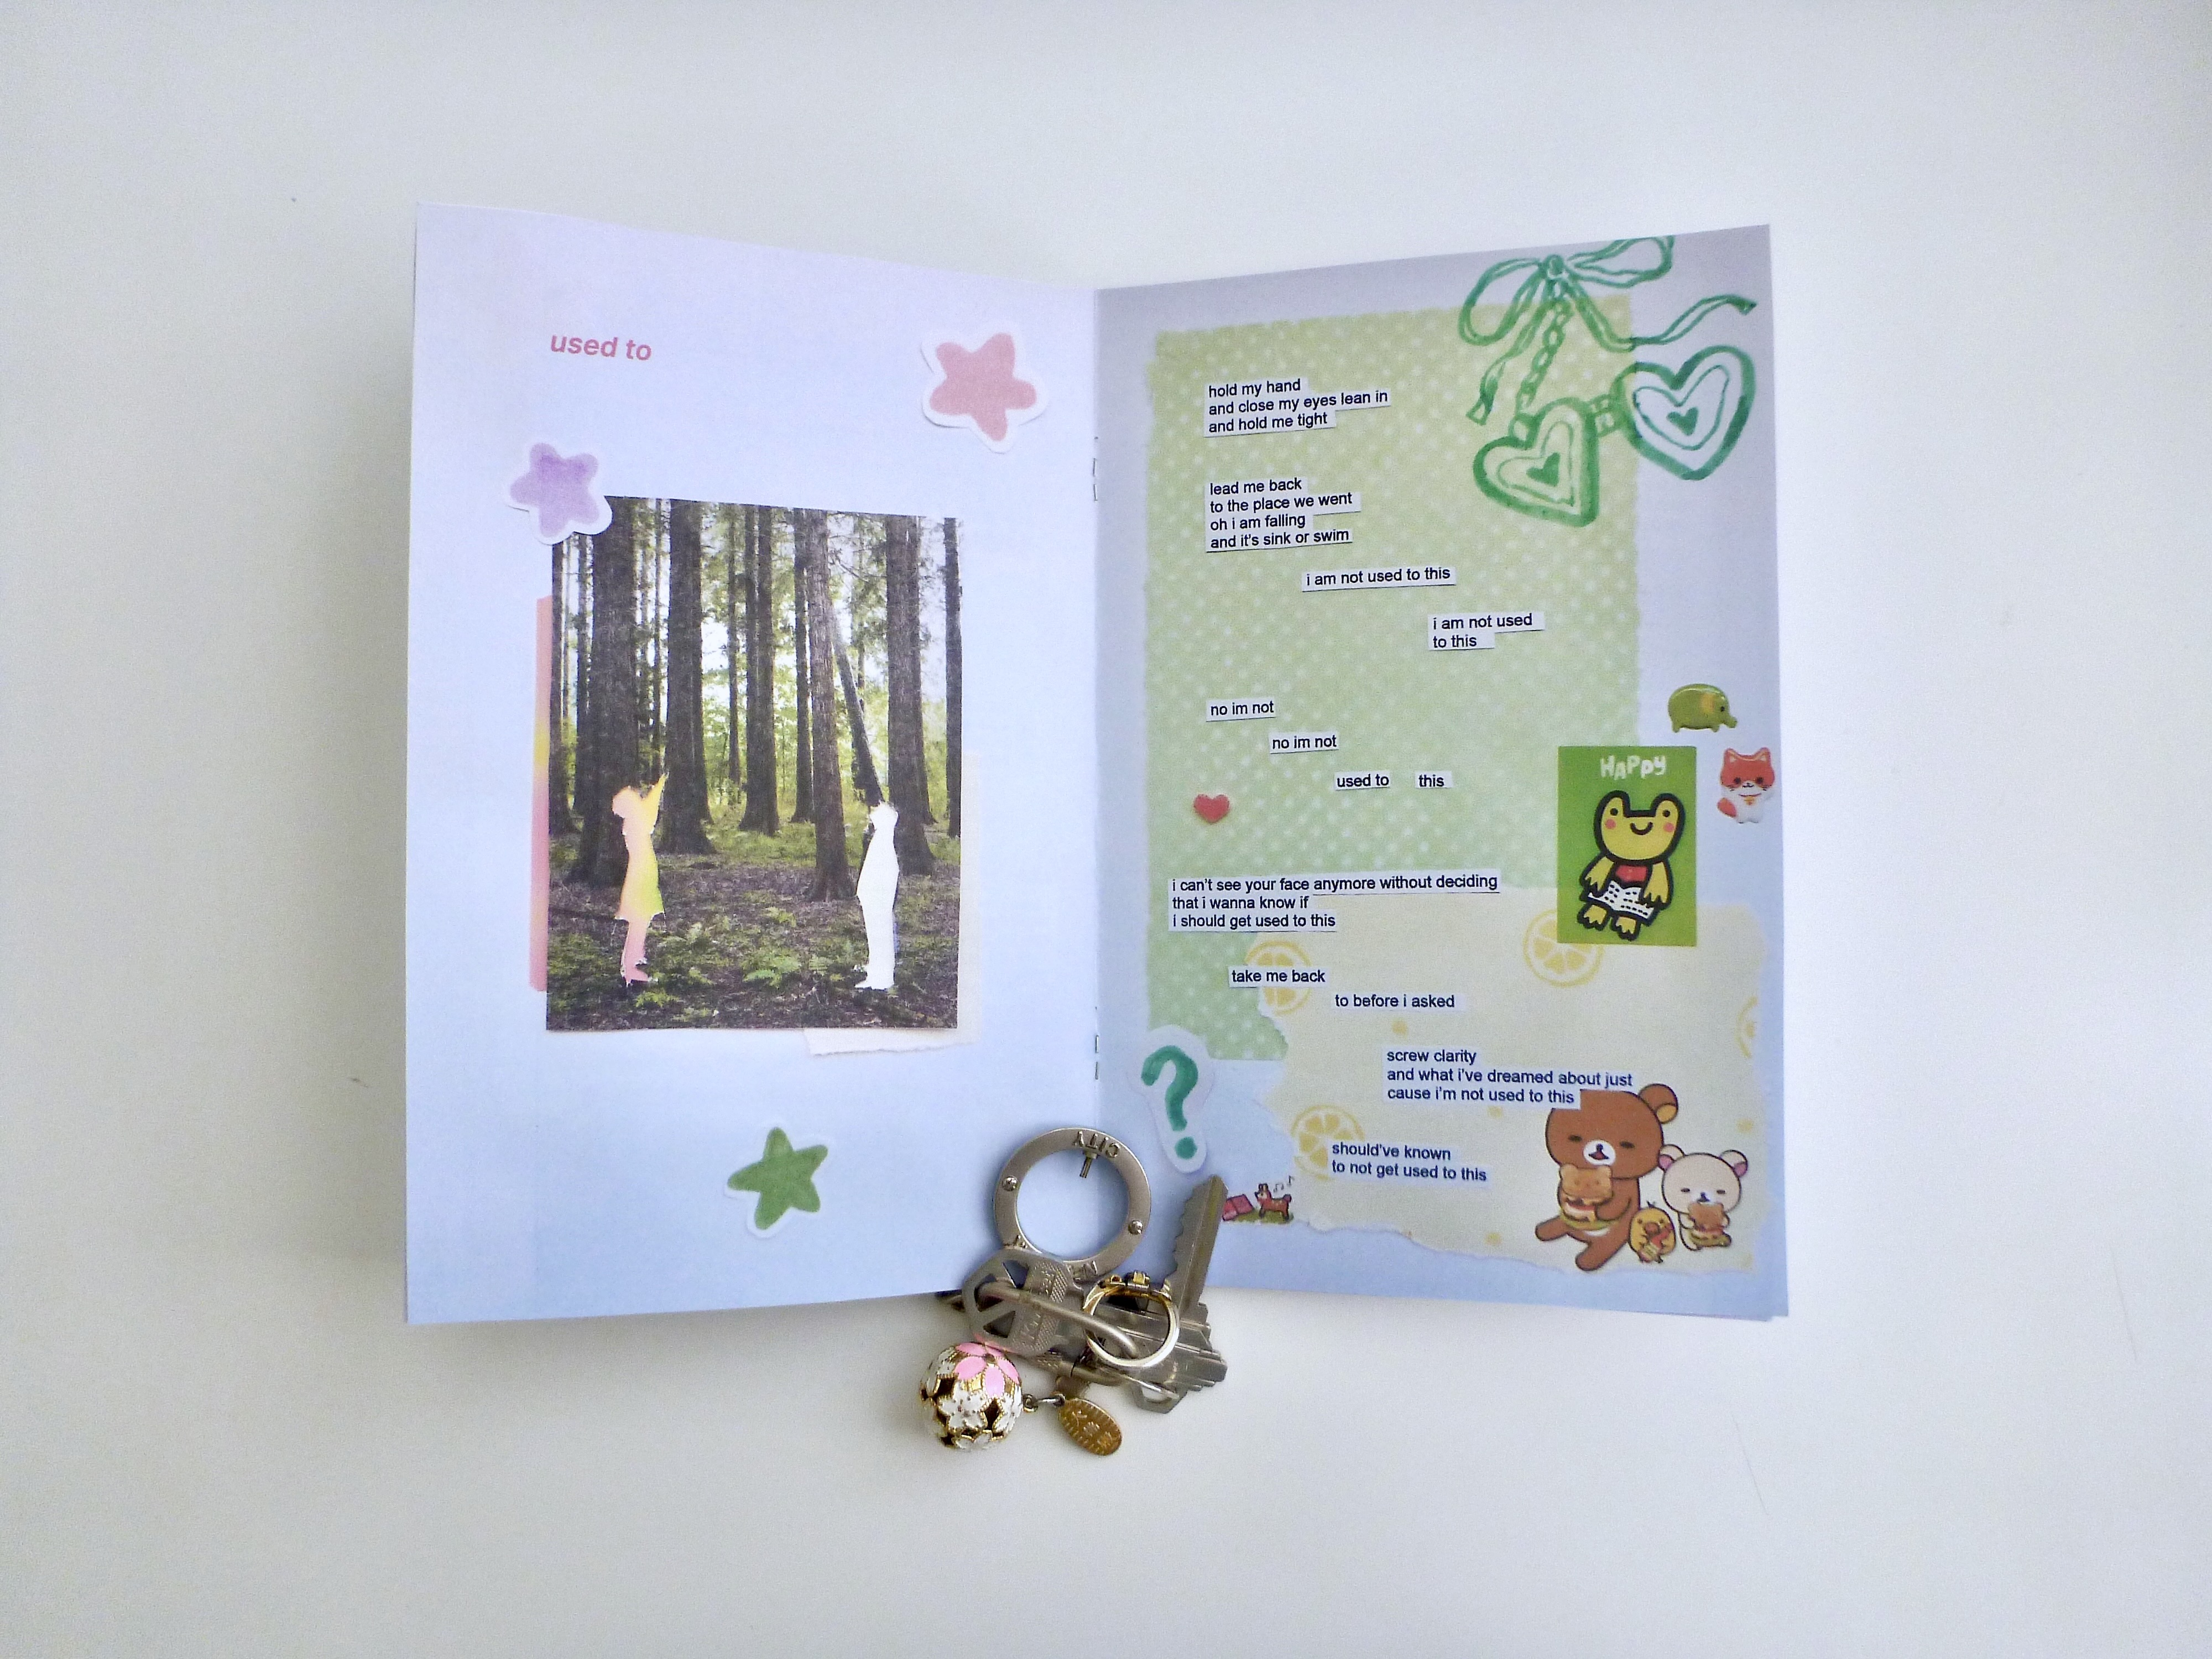 used to
hold my hand
and close my eyes lean in
and hold me tight
lead me back
to the place we went
oh i am falling
and it's sink or swim
i am not used to this
i am not used
to this
no im not
no im not
used to this
HAPPY
i can't see your face anymore without deciding
that i wanna know if
i should get used to this
take me back
to before i asked
screw clarity
and what i've dreamed about just
cause i'm not used to this
?
should've known
to not get used to this
CITY